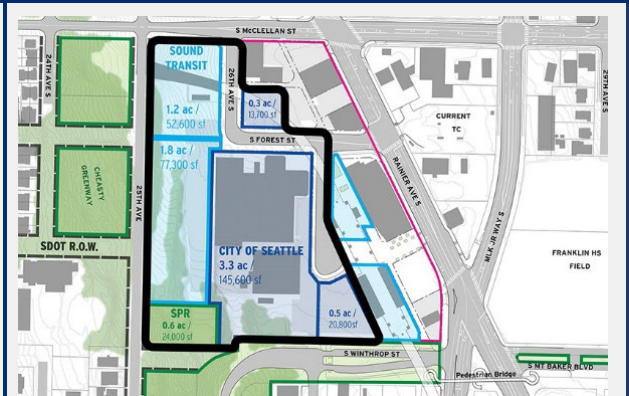 S McCLELLAN ST
24TH AVE S
SOUND
TRANSIT
26TH AVE S
29TH AVE S
1.2 ac /
52,600 sf
0.3 ac /
13,700 sf
CURRENT
TC
S FOREST ST
1.8 ac /
77,300 sf
CHEASTY
GREENWAY
25TH AVE
RAINIER AVE S
MLK JR WAY S
SDOT R.O.W.
CITY OF SEATTLE
3.3 ac /
145,600 sf
FRANKLIN HS
FIELD
SPR
0.6 ac /
24,000 sf
0.5 ac /
20,800sf
S WINTHROP ST
S MT BAKER BLVD
Pedestrian Bridge